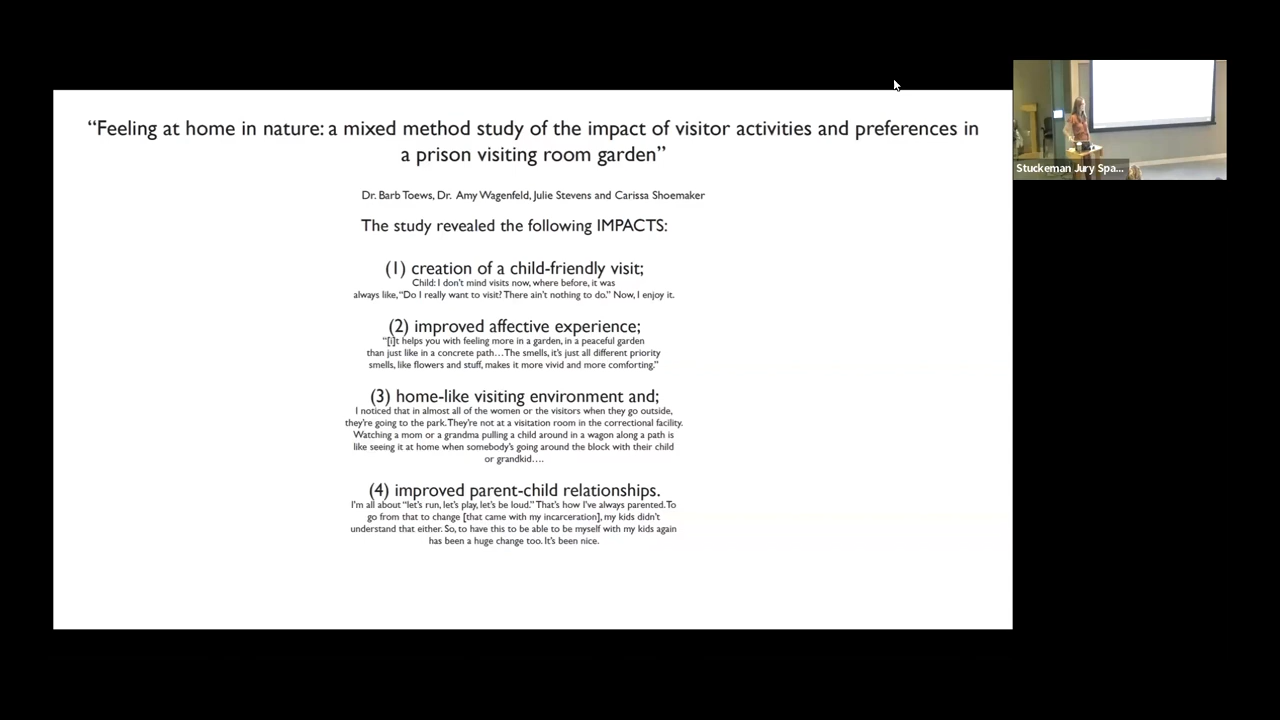 “Feeling at home in nature: a mixed method study of the impact of visitor activities and preferences in
a prison visiting room garden”
Dr. Barb Toews, Dr. Amy Wagenfeld, Julie Stevens and Carissa Shoemaker
The study revealed the following IMPACTS:
(1) creation of a child-friendly visit;
Child: I don’t mind visits now, where before, it was
always like, “Do I really want to visit? There ain’t nothing to do.” Now, I enjoy it.
(2) improved affective experience;
“[i]t helps you with feeling more in a garden, in a peaceful garden
than just like in a concrete path…The smells, it’s just all different priority
smells, like flowers and stuff, makes it more vivid and more comforting.”
(3) home-like visiting environment and;
I noticed that in almost all of the women or the visitors when they go outside,
they’re going to the park. They’re not at a visitation room in the correctional facility.
Watching a mom or a grandma pulling a child around in a wagon along a path is
like seeing it at home when somebody’s going around the block with their child
or grandkid….
(4) improved parent-child relationships.
I’m all about “let’s run, let’s play, let’s be loud.” That’s how I’ve always parented. To
go from that to change [that came with my incarceration], my kids didn’t
understand that either. So, to have this to be able to be myself with my kids again
has been a huge change too. It’s been nice.
Stuckeman Jury Spa...